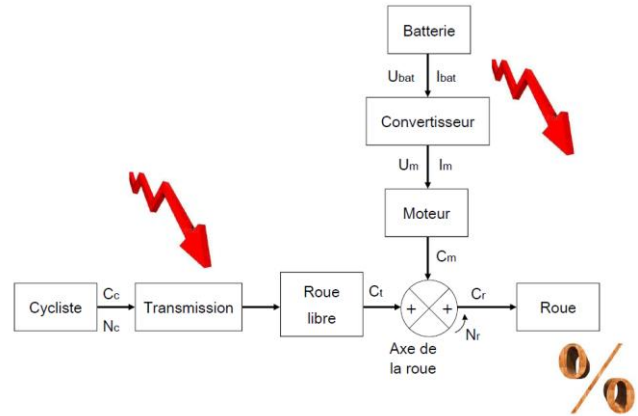 Batterie
Ubat Ibat
Convertisseur
Um Im
Moteur
Cm
Cc
Nc
Cycliste
Transmission
Roue
libre
Ct
+ +
Cr
Nr
Roue
Axe de
la roue
%